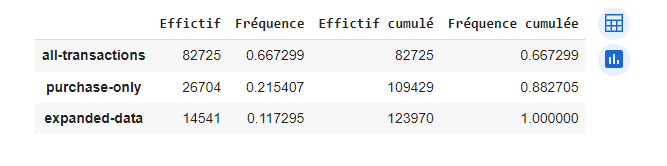 Effictif Fréquence Effictif cumulé Fréquence cumulée
all-transactions 82725 0.667299 82725 0.667299
purchase-only 26704 0.215407 109429 0.882705
expanded-data 14541 0.117295 123970 1.000000